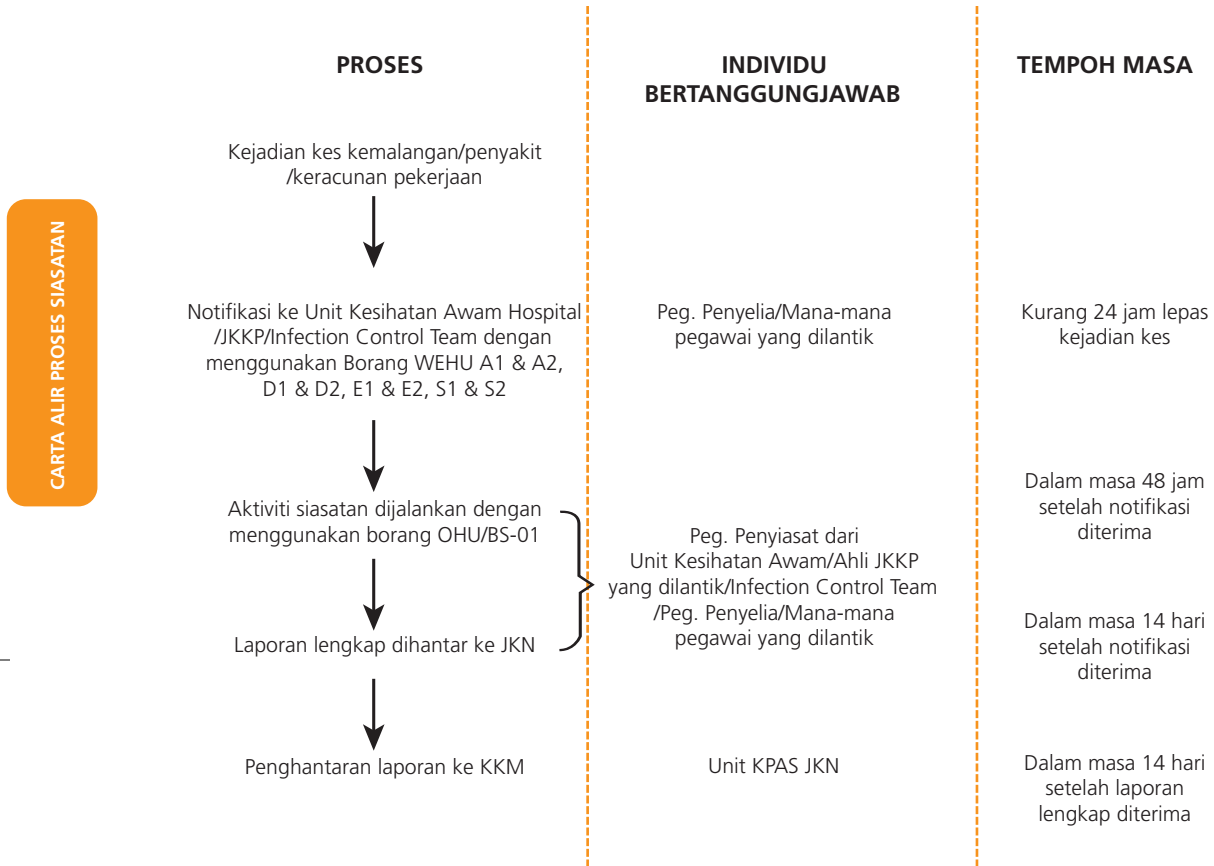 CARTA ALIR PROSES SIASATAN
PROSES
INDIVIDU
BERTANGGUNGJAWAB
TEMPOH MASA
Kejadian kes kemalangan/penyakit
/keracunan pekerjaan
Notifikasi ke Unit Kesihatan Awam Hospital
/JKKP/Infection Control Team dengan
menggunakan Borang WEHU A1 & A2,
D1 & D2, E1 & E2, S1 & S2
Peg. Penyelia/Mana-mana
pegawai yang dilantik
Kurang 24 jam lepas
kejadian kes
Aktiviti siasatan dijalankan dengan
menggunakan borang OHU/BS-01
Dalam masa 48 jam
setelah notifikasi
diterima
Peg. Penyiasat dari
Unit Kesihatan Awam/Ahli JKKP
yang dilantik/Infection Control Team
/Peg. Penyelia/Mana-mana
pegawai yang dilantik
Laporan lengkap dihantar ke JKN
Dalam masa 14 hari
setelah notifikasi
diterima
Penghantaran laporan ke KKM
Unit KPAS JKN
Dalam masa 14 hari
setelah laporan
lengkap diterima